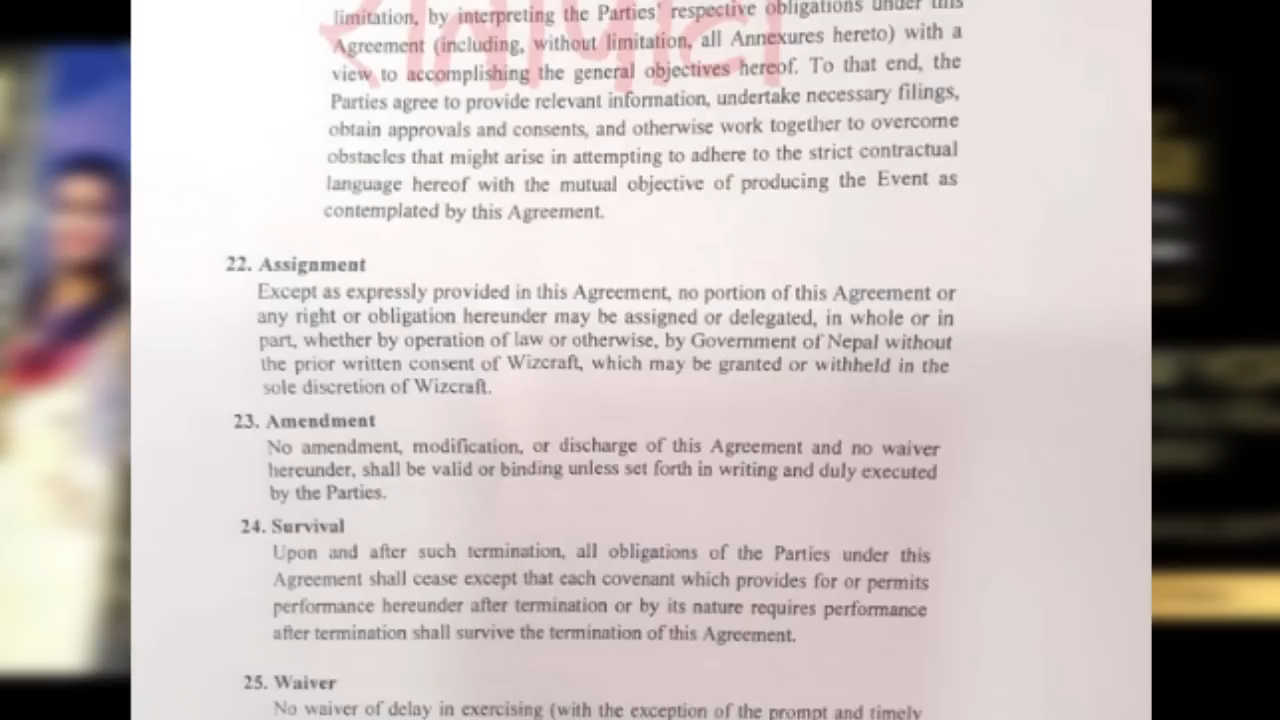 limitation, by interpreting the Parties' respective obligations under this
Agreement (including, without limitation, all Annexures hereto) with a
view to accomplishing the general objectives hereof. To that end, the
Parties agree to provide relevant information, undertake necessary filings,
obtain approvals and consents, and otherwise work together to overcome
obstacles that might arise in attempting to adhere to the strict contractual
language hereof with the mutual objective of producing the Event as
contemplated by this Agreement.
22. Assignment
Except as expressly provided in this Agreement, no portion of this Agreement or
any right or obligation hereunder may be assigned or delegated, in whole or in
part, whether by operation of law or otherwise, by Government of Nepal without
the prior written consent of Wizcraft, which may be granted or withheld in the
sole discretion of Wizcraft.
23. Amendment
No amendment, modification, or discharge of this Agreement and no waiver
hereunder, shall be valid or binding unless set forth in writing and duly executed
by the Parties.
24. Survival
Upon and after such termination, all obligations of the Parties under this
Agreement shall cease except that each covenant which provides for or permits
performance hereunder after termination or by its nature requires performance
after termination shall survive the termination of this Agreement.
25. Waiver
No waiver of delay in exercising (with the exception of the prompt and timely